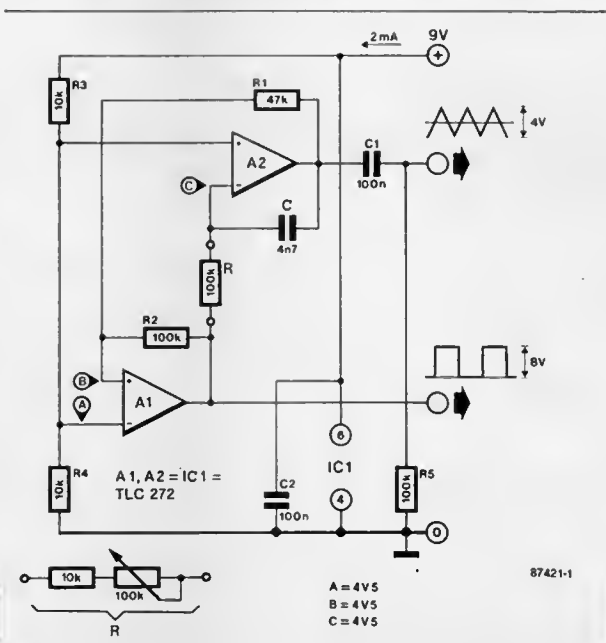 2mA
9V
+
R3
10k
R1
47k
4V
C1
100n
+
A2
C
-
C
4n7
100k
R
R2
100k
8V
B
+
A1
A
-
6
IC1
R4
10k
A1, A2 = IC1 =
TLC 272
C2
100n
4
R5
100k
0
10k
100k
R
A = 4V5
B = 4V5
C = 4V5
87421-1